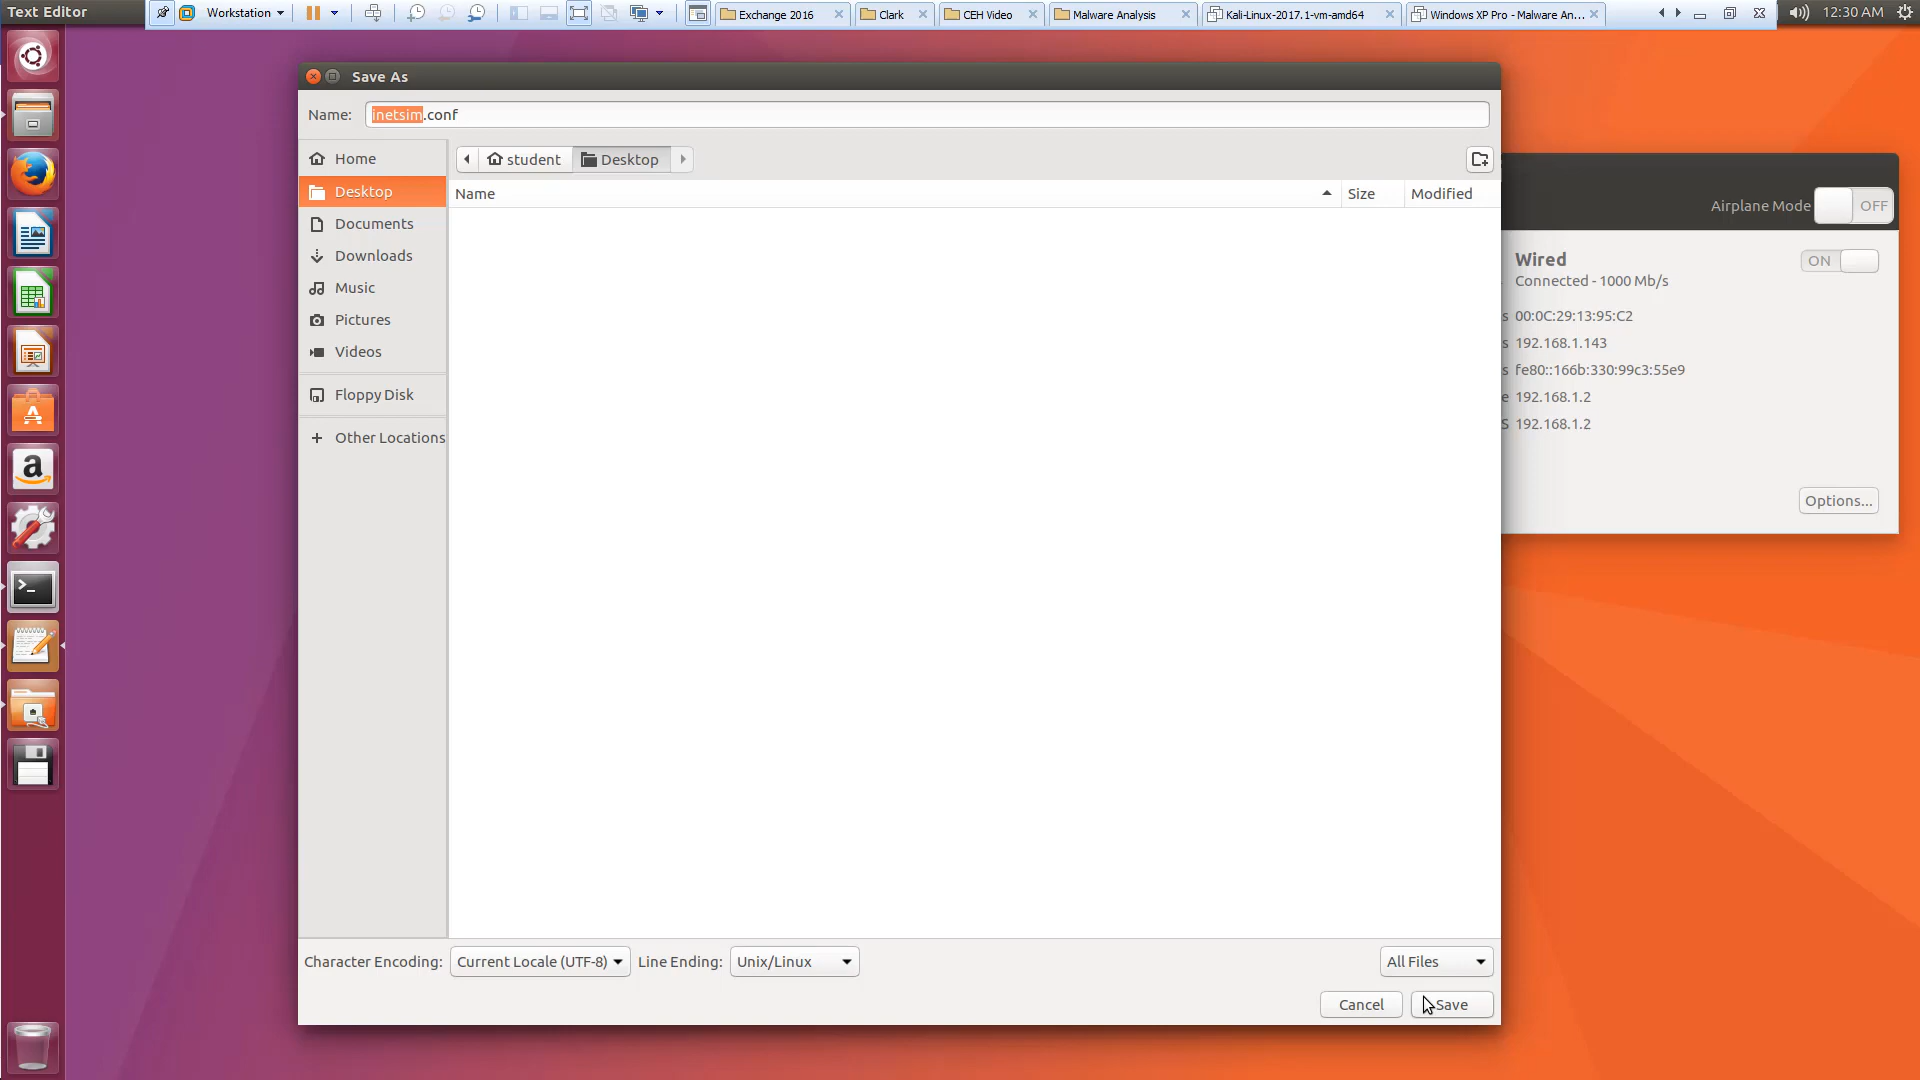 Text Editor
Workstation
Exchange 2016
Clark
CEH Video
Malware Analysis
Kali-Linux-2017.1-vm-amd64
Windows XP Pro - Malware An...
12:30 AM
Save As
Name: inetsim.conf
Home
Desktop
Documents
Downloads
Music
Pictures
Videos
Floppy Disk
Other Locations
student
Desktop
Name
Size
Modified
Airplane Mode OFF
Wired
Connected - 1000 Mb/s
ON
s 00:0C:29:13:95:C2
s 192.168.1.143
s fe80::166b:330:99c3:55e9
e 192.168.1.2
S 192.168.1.2
Options...
Character Encoding: Current Locale (UTF-8) Line Ending: Unix/Linux
All Files
Cancel
Save